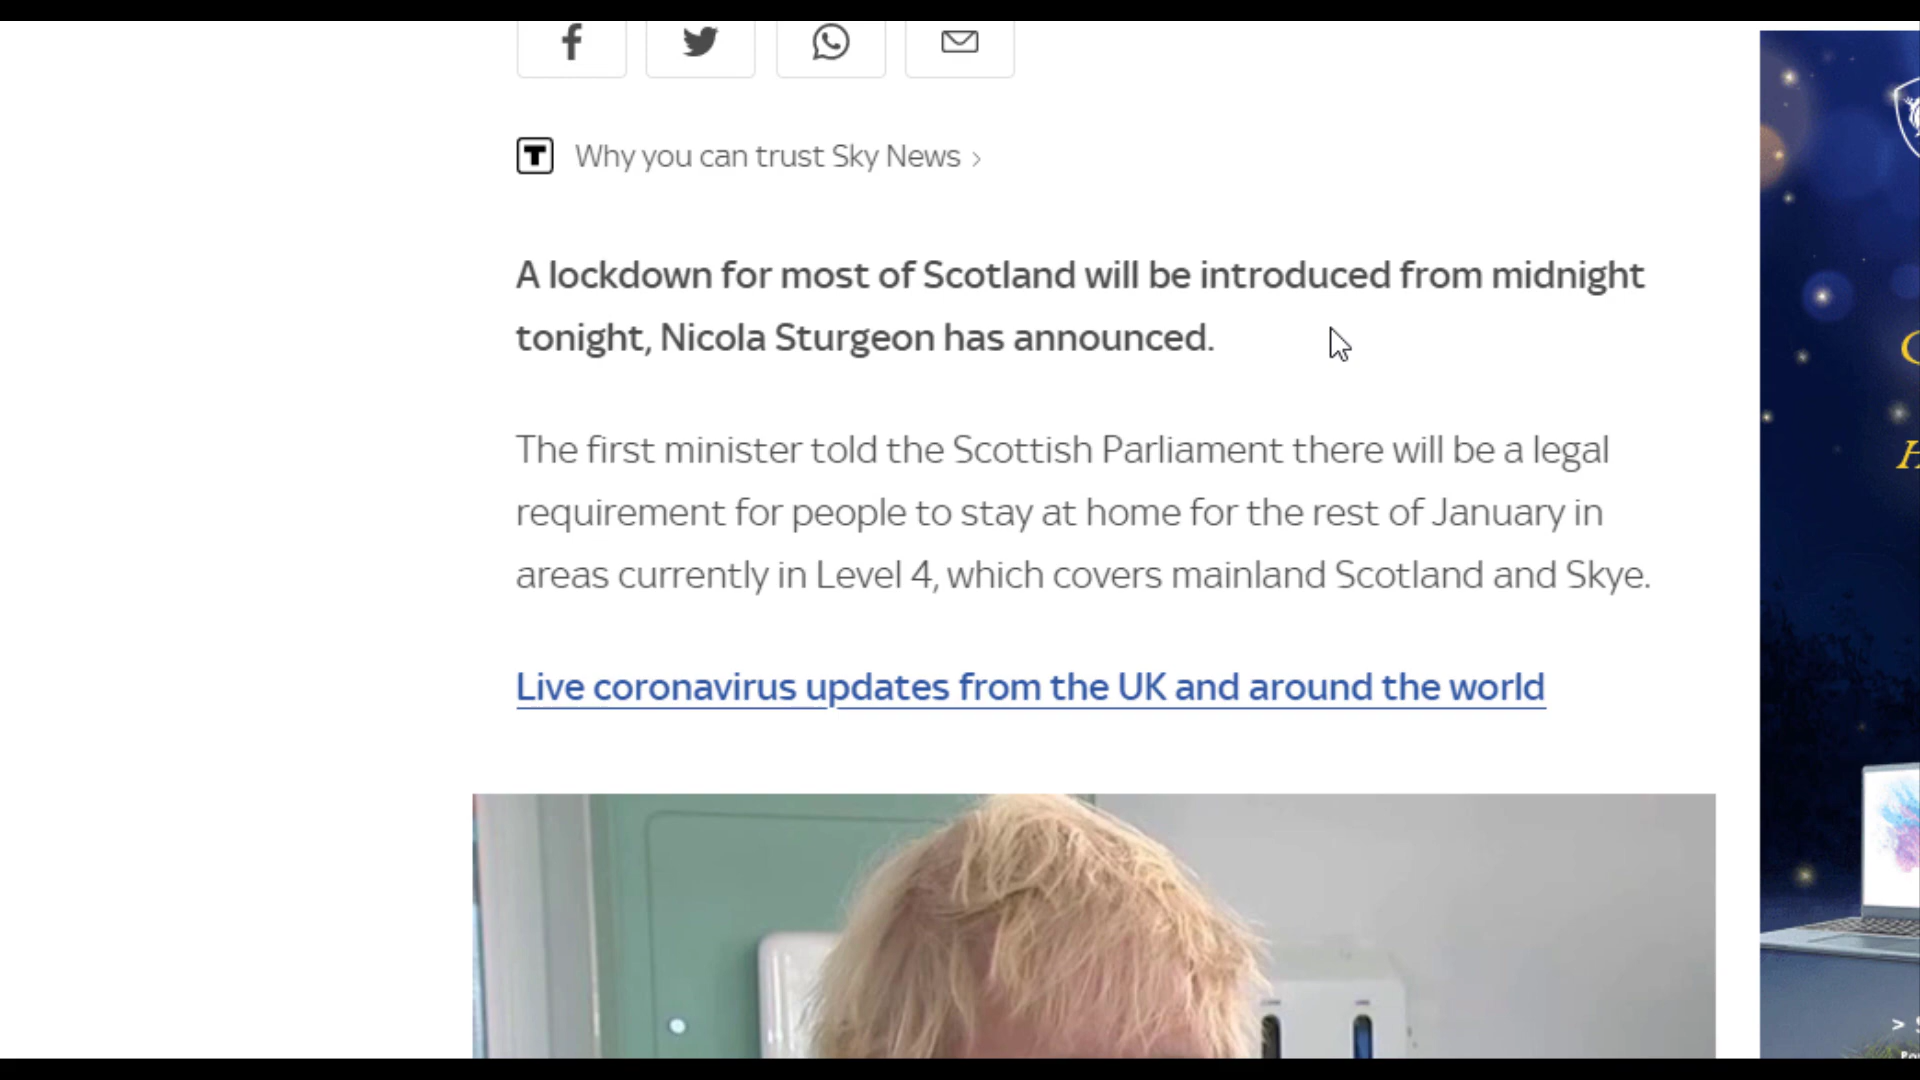 Why you can trust Sky News >
A lockdown for most of Scotland will be introduced from midnight
tonight, Nicola Sturgeon has announced.
The first minister told the Scottish Parliament there will be a legal
requirement for people to stay at home for the rest of January in
areas currently in Level 4, which covers mainland Scotland and Skye.
Live coronavirus updates from the UK and around the world